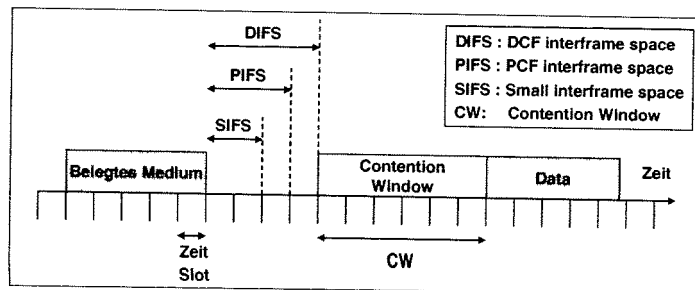 DIFS
PIFS
SIFS
DIFS : DCF interframe space
PIFS : PCF interframe space
SIFS : Small interframe space
CW: Contention Window
Belegtes Medium
Contention
Window
Data
Zeit
Zeit
Slot
CW